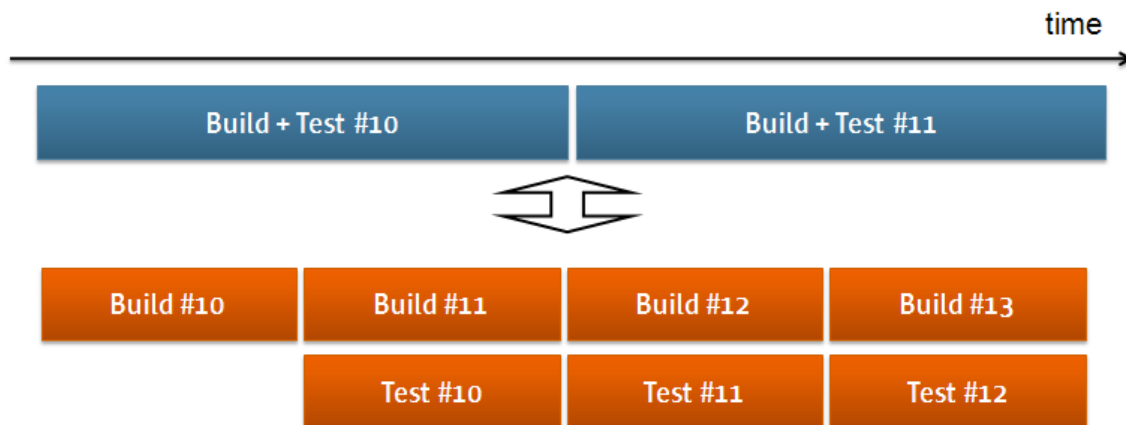 time
Build + Test #10
Build + Test #11
Build #10
Build #11
Build #12
Build #13
Test #10
Test #11
Test #12